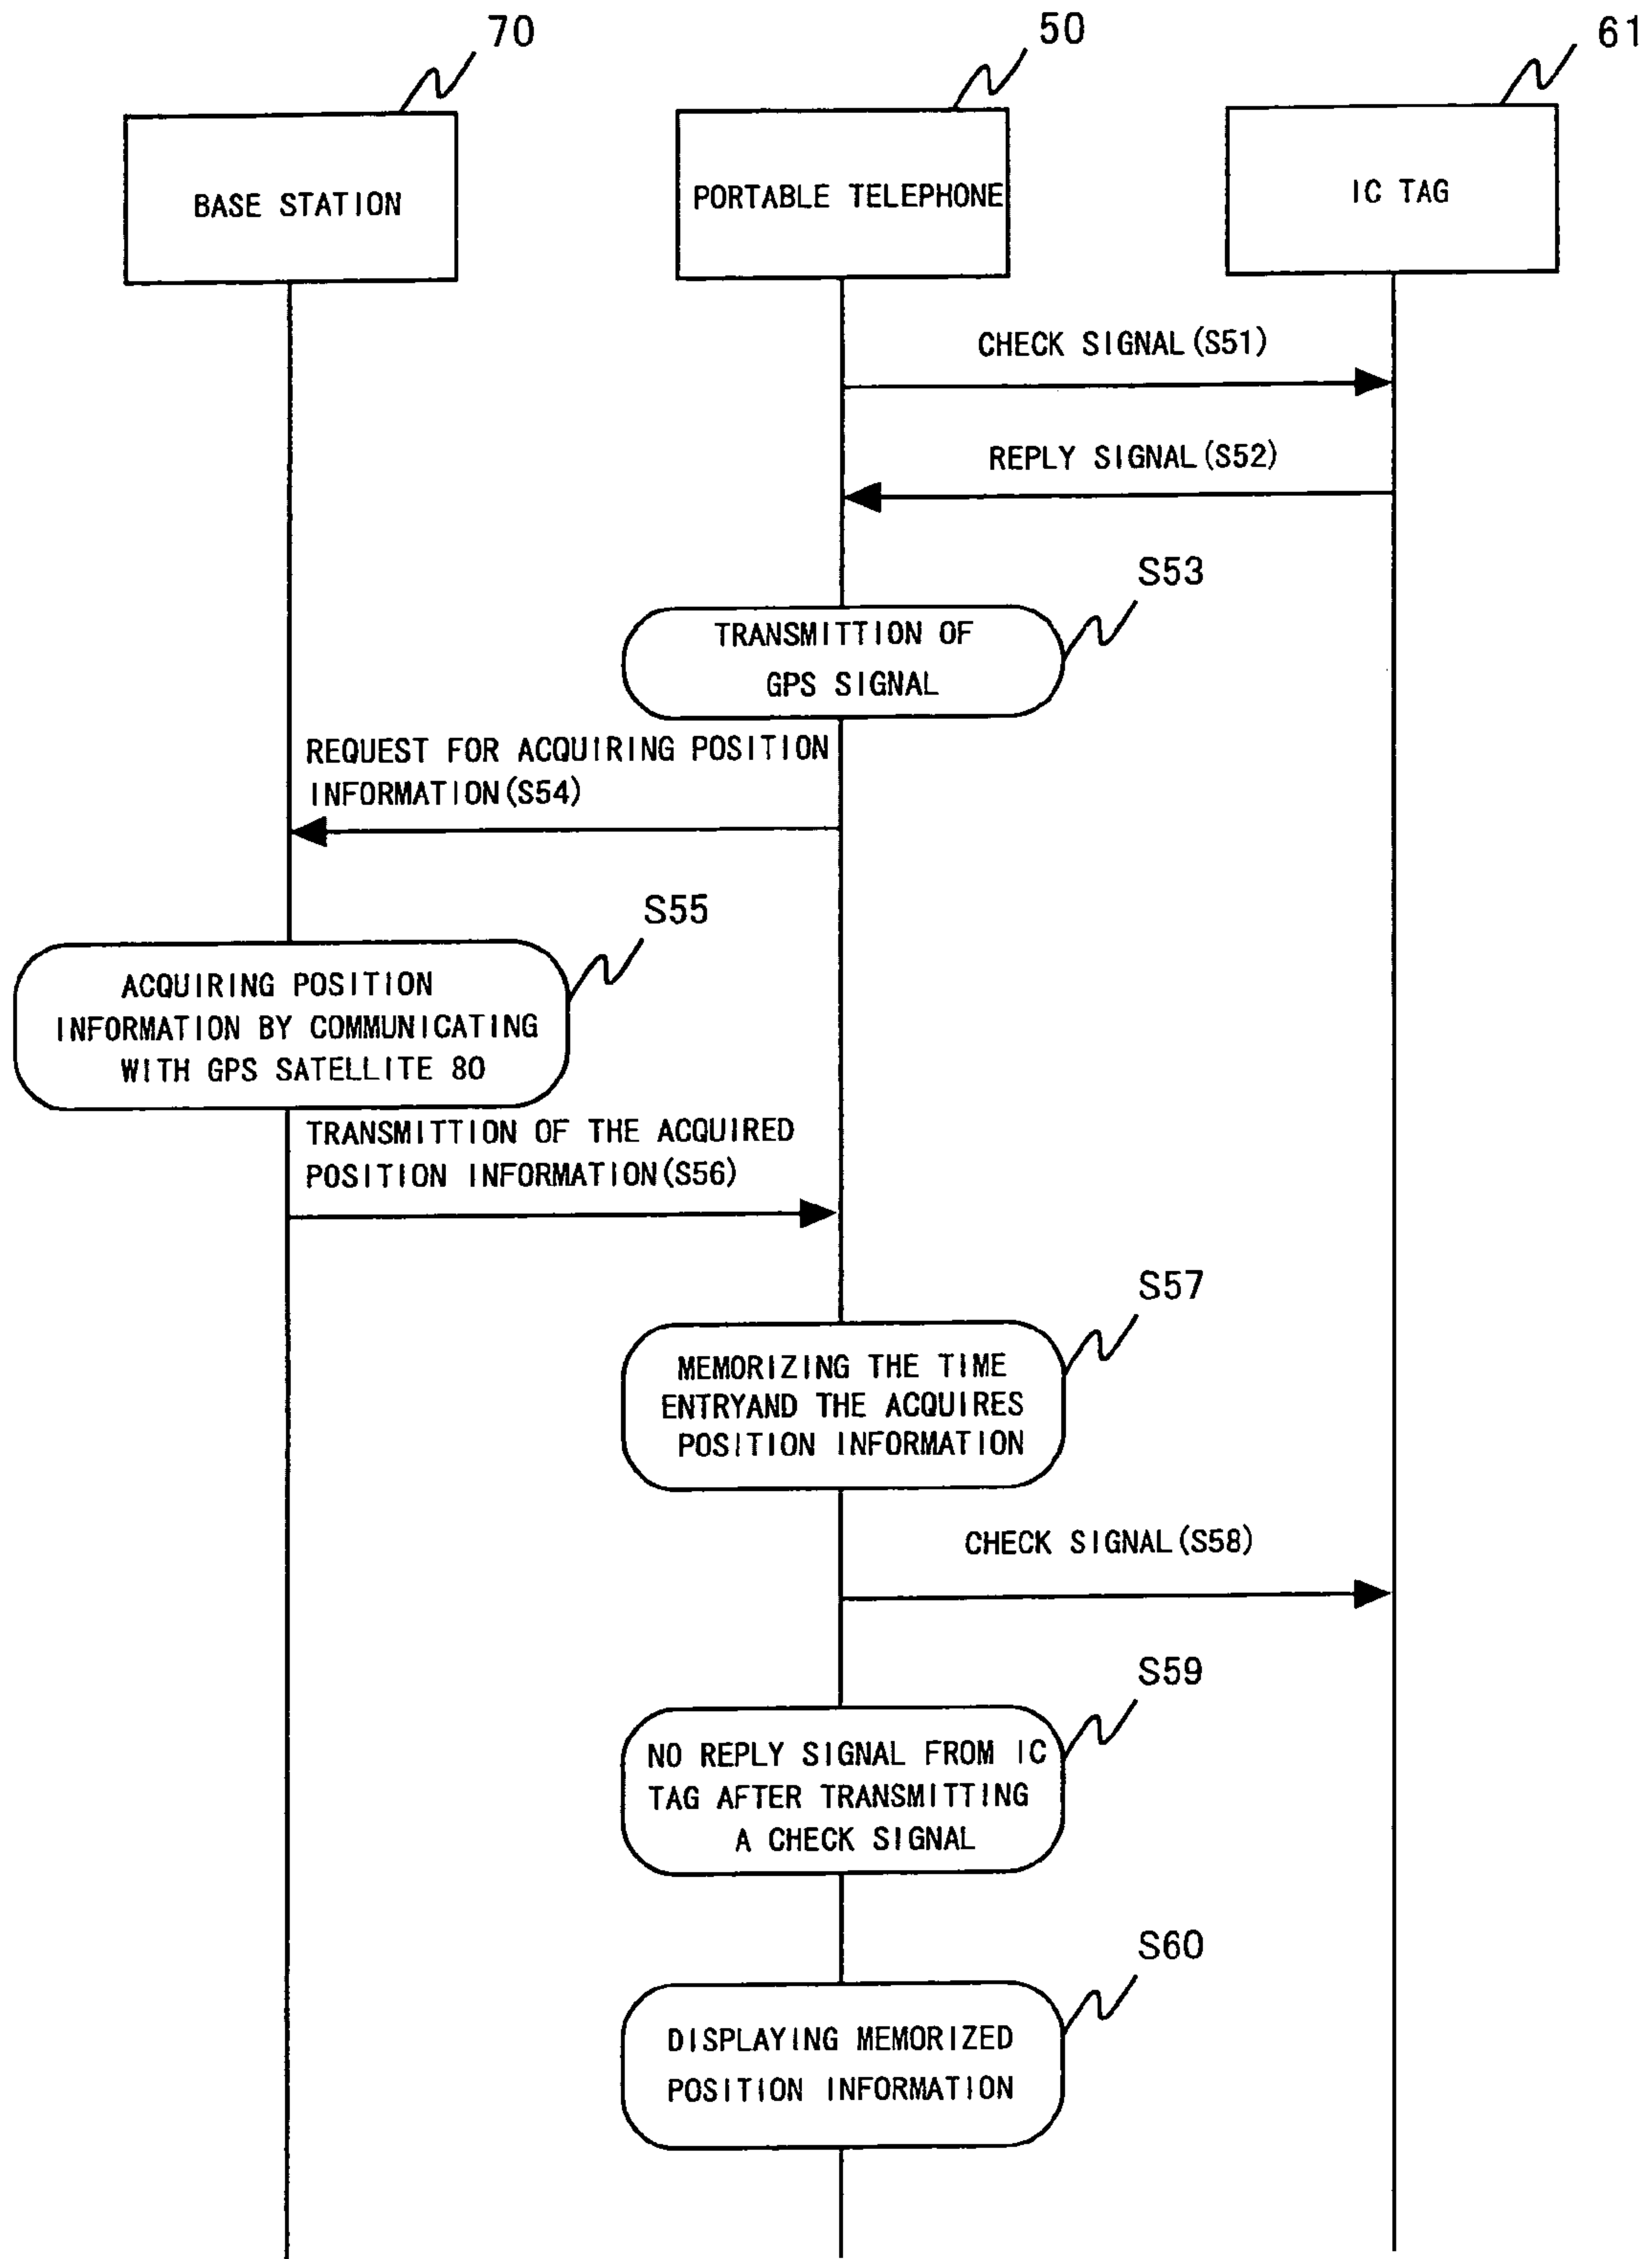 70
50
61
BASE STATION
PORTABLE TELEPHONE
IC TAG
CHECK SIGNAL(S51)
REPLY SIGNAL(S52)
S53
TRANSMITTION OF
GPS SIGNAL
REQUEST FOR ACQUIRING POSITION
INFORMATION(S54)
S55
ACQUIRING POSITION
INFORMATION BY COMMUNICATING
WITH GPS SATELLITE 80
TRANSMITTION OF THE ACQUIRED
POSITION INFORMATION(S56)
S57
MEMORIZING THE TIME
ENTRYAND THE ACQUIRES
POSITION INFORMATION
CHECK SIGNAL(S58)
S59
NO REPLY SIGNAL FROM IC
TAG AFTER TRANSMITTING
A CHECK SIGNAL
S60
DISPLAYING MEMORIZED
POSITION INFORMATION